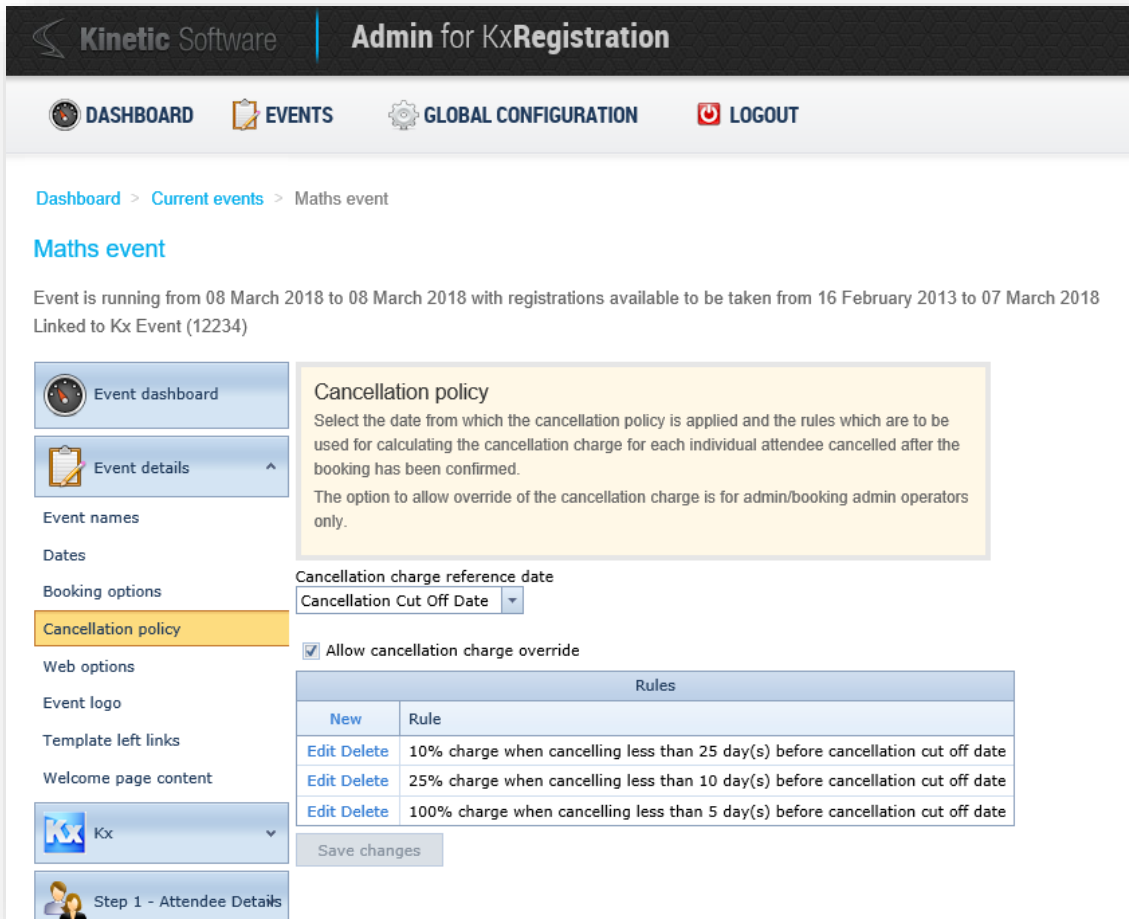 Kinetic Software Admin for KxRegistration
DASHBOARD EVENTS GLOBAL CONFIGURATION LOGOUT
Dashboard > Current events > Maths event
Maths event
Event is running from 08 March 2018 to 08 March 2018 with registrations available to be taken from 16 February 2013 to 07 March 2018
Linked to Kx Event (12234)
Event dashboard
Event details
Event names
Dates
Booking options
Cancellation policy
Web options
Event logo
Template left links
Welcome page content
Kx Kx
Step 1 - Attendee Details
Cancellation policy
Select the date from which the cancellation policy is applied and the rules which are to be
used for calculating the cancellation charge for each individual attendee cancelled after the
booking has been confirmed.
The option to allow override of the cancellation charge is for admin/booking admin operators
only.
Cancellation charge reference date
Cancellation Cut Off Date
Allow cancellation charge override
Rules
New Rule
Edit Delete 10% charge when cancelling less than 25 day(s) before cancellation cut off date
Edit Delete 25% charge when cancelling less than 10 day(s) before cancellation cut off date
Edit Delete 100% charge when cancelling less than 5 day(s) before cancellation cut off date
Save changes